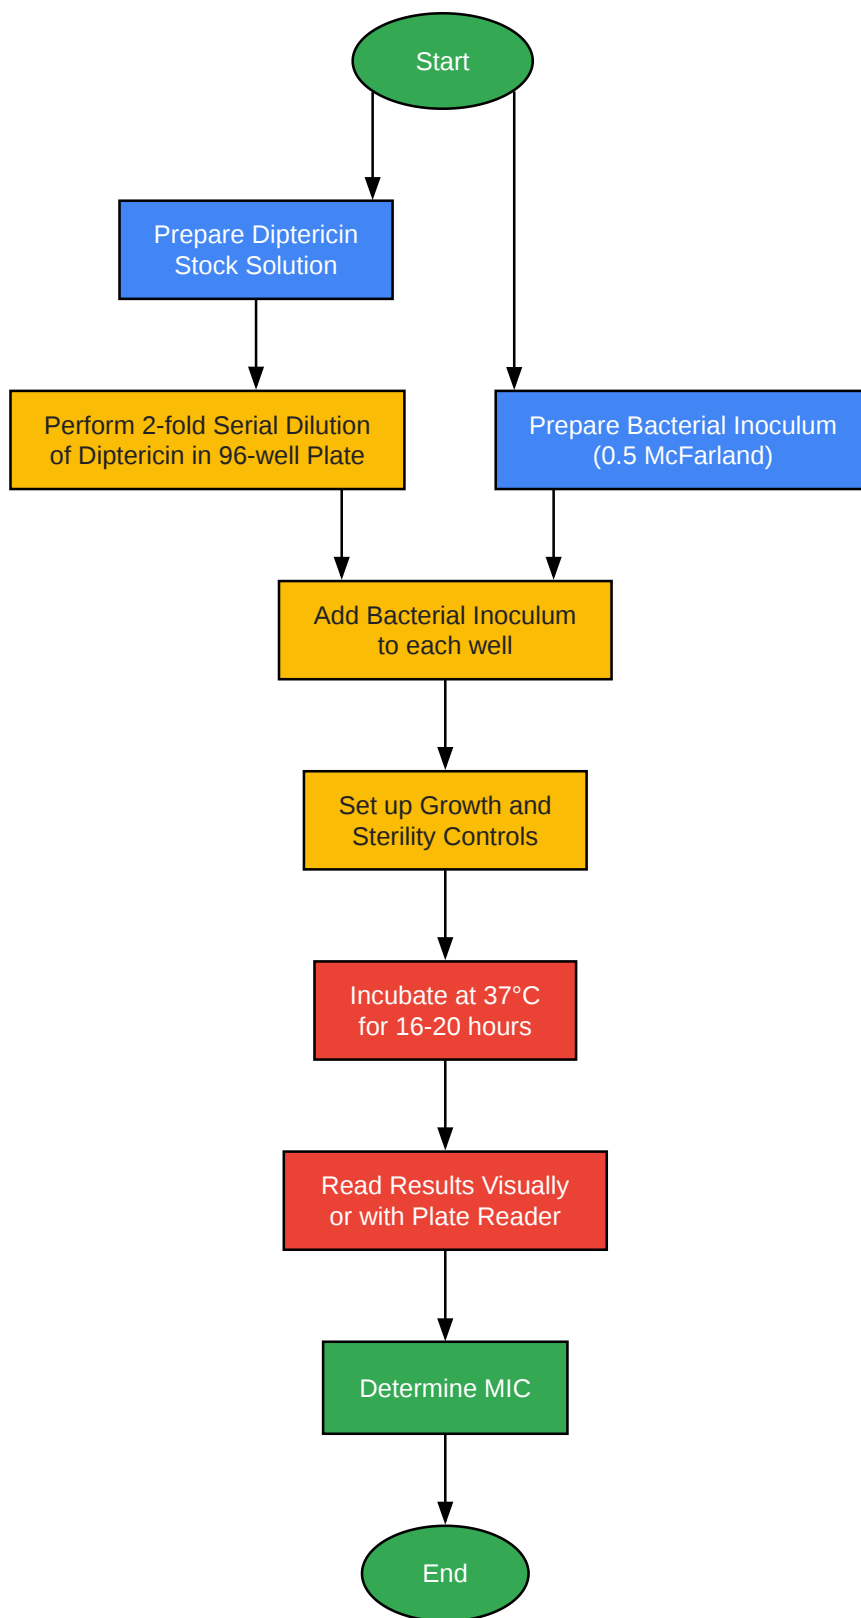 Start
Prepare Diptericin
Stock Solution
Perform 2-fold Serial Dilution
of Diptericin in 96-well Plate
Prepare Bacterial Inoculum
(0.5 McFarland)
Add Bacterial Inoculum
to each well
Set up Growth and
Sterility Controls
Incubate at 37°C
for 16-20 hours
Read Results Visually
or with Plate Reader
Determine MIC
End